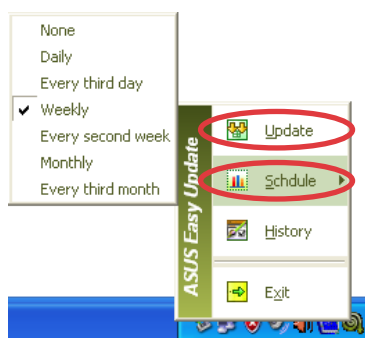 None
Daily
Every third day
Weekly
Every second week
Monthly
Every third month
ASUS Easy Update
Update
Schdule
History
Exit